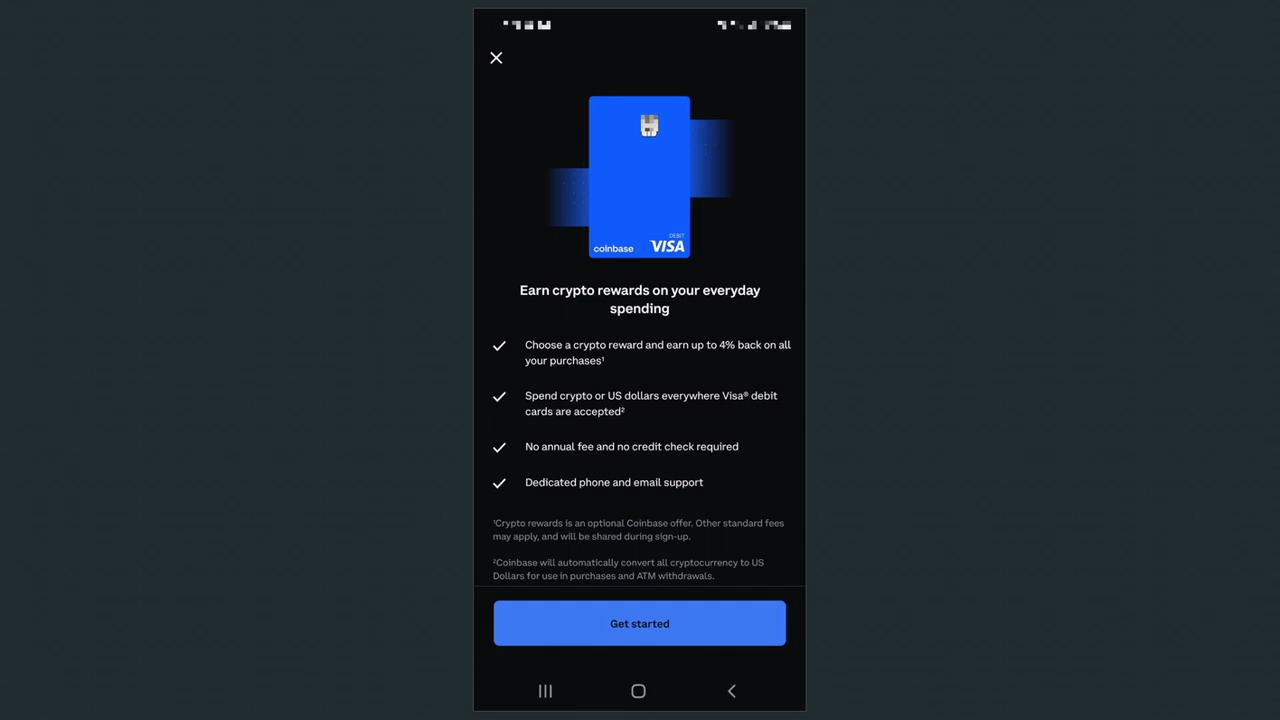 DEBIT
coinbase VISA
Earn crypto rewards on your everyday
spending
Choose a crypto reward and earn up to 4% back on all
your purchases¹
Spend crypto or US dollars everywhere Visa® debit
cards are accepted²
No annual fee and no credit check required
Dedicated phone and email support
¹Crypto rewards is an optional Coinbase offer. Other standard fees
may apply, and will be shared during sign-up.
²Coinbase will automatically convert all cryptocurrency to US
Dollars for use in purchases and ATM withdrawals.
Get started